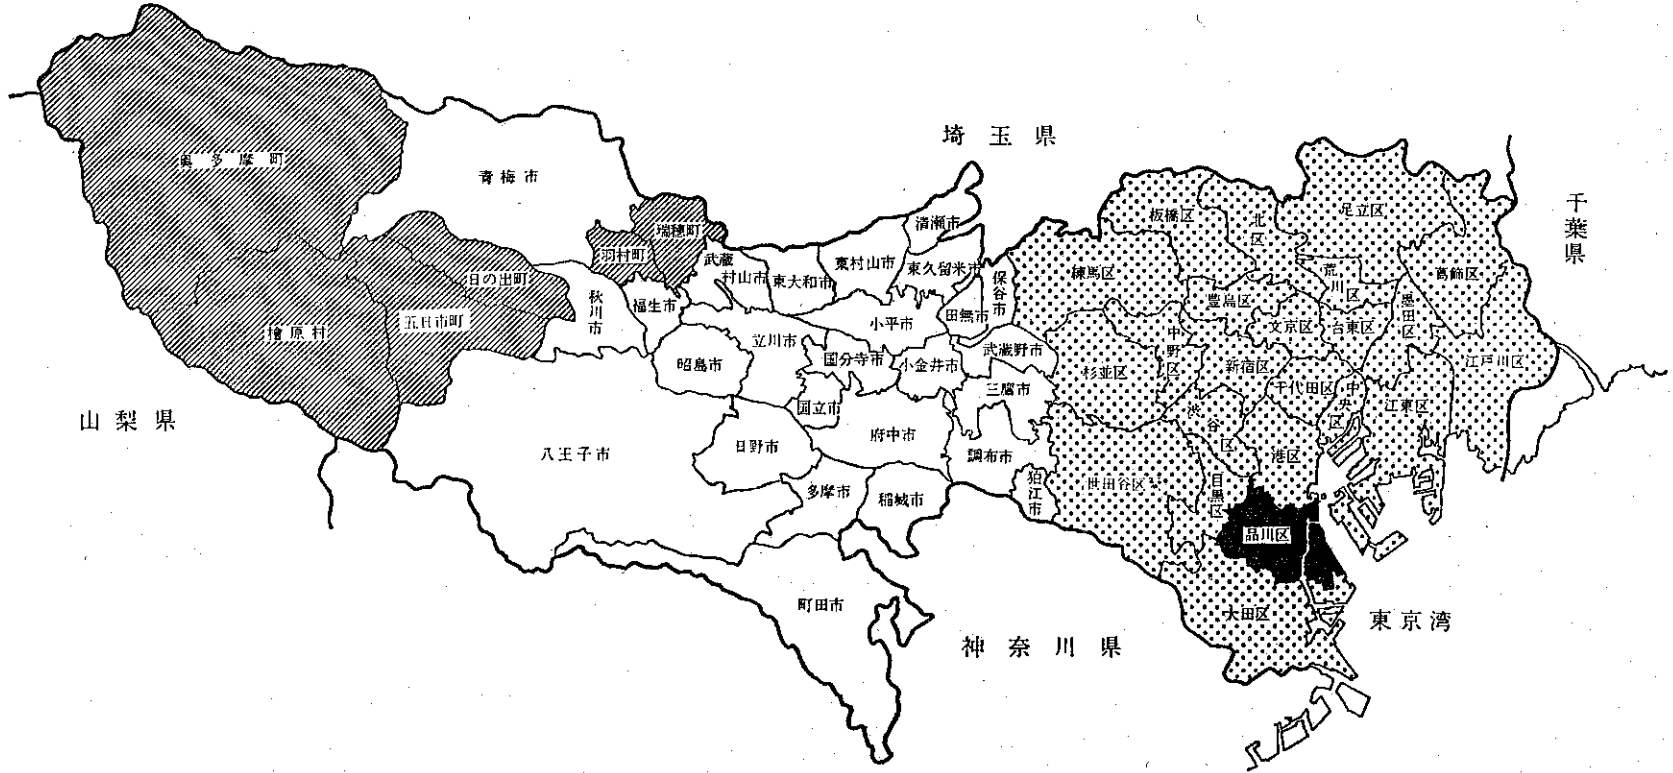 埼玉県
千葉県
山梨県
神奈川県
東京湾
奥多摩町
青梅市
瑞穂町
羽村町
日の出町
五日市町
檜原村
秋川市
福生市
武蔵
村山市
東大和市
東村山市
清瀬市
東久留米市
保谷市
田無市
小平市
立川市
昭島市
国分寺市
小金井市
武蔵野市
三鷹市
国立市
日野市
府中市
調布市
狛江市
八王子市
多摩市
稲城市
町田市
板橋区
北区
足立区
練馬区
荒川区
葛飾区
豊島区
墨田区
文京区
台東区
中野区
杉並区
新宿区
千代田区
中央区
江東区
江戸川区
渋谷区
港区
世田谷区
目黒区
品川区
大田区